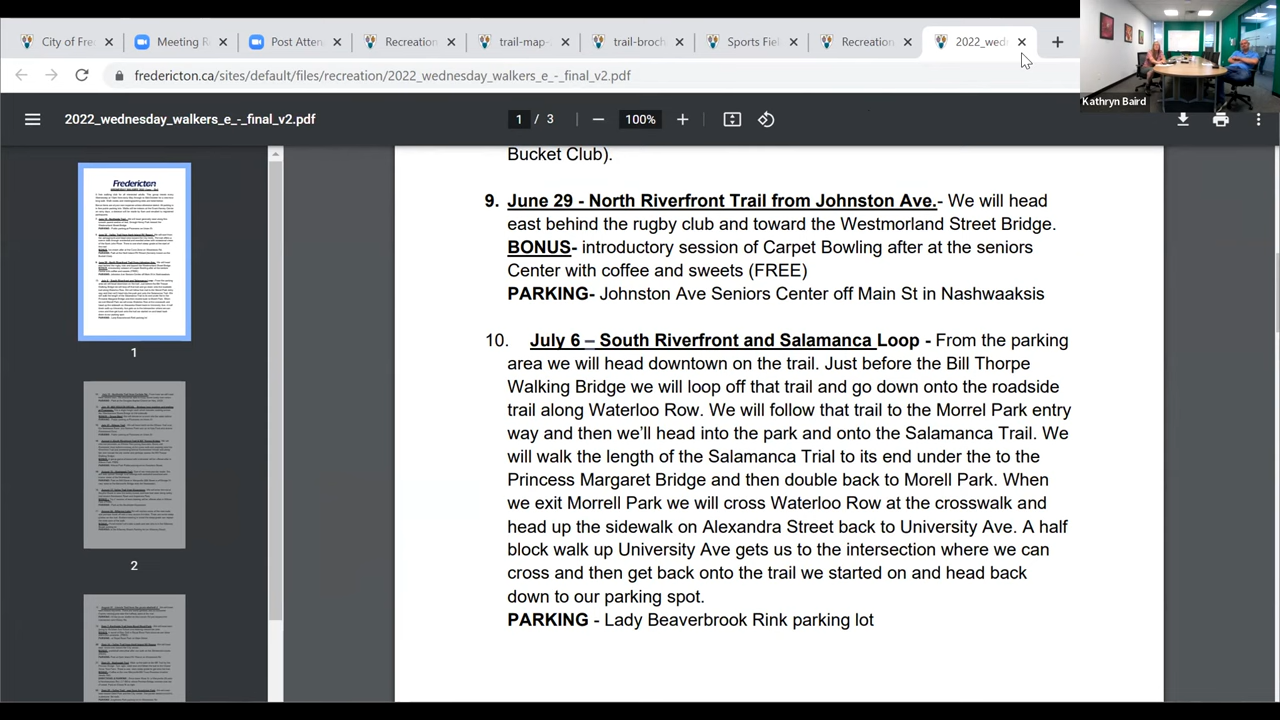 City of Fre
Meeting R
Post Atten
Recreation
trail-broch
Sports Fiel
Recreation
2022_wedn
Kathryn Baird
fredericton.ca/sites/default/files/recreation/2022_wednesday_walkers_e_-_final_v2.pdf
2022_wednesday_walkers_e_-_final_v2.pdf
1 / 3
100%
Bucket Club).
9. June 29 – North Riverfront Trail from Johnston Ave.- We will head
past the rugby club and towards the Westmorland Street Bridge.
BONUS- introductory session of Carpet Bowling after at the seniors
Center with coffee and sweets (FREE)
PARKING – Johnston Ave Seniors Center off Main St in Nashwaaksis
10. July 6 – South Riverfront and Salamanca Loop - From the parking
area we will head downtown on the trail. Just before the Bill Thorpe
Walking Bridge we will loop off that trail and go down onto the roadside
trail along Waterloo Row. We will follow that trail to the Morrel Park entry
way where we will head into the park and onto the Salamanca Trail. We
will walk the length of the Salamanca Trail to its end under the to the
Princess Margaret Bridge and then double back to Morell Park. When
we exit Morell Park we will cross Waterloo Row at the crosswalk and
head up the sidewalk on Alexandra Street back to University Ave. A half
block walk up University Ave gets us to the intersection where we can
cross and then get back onto the trail we started on and head back
down to our parking spot.
PARKING - Lady Beaverbrook Rink parking lot
Fredericton
1
2